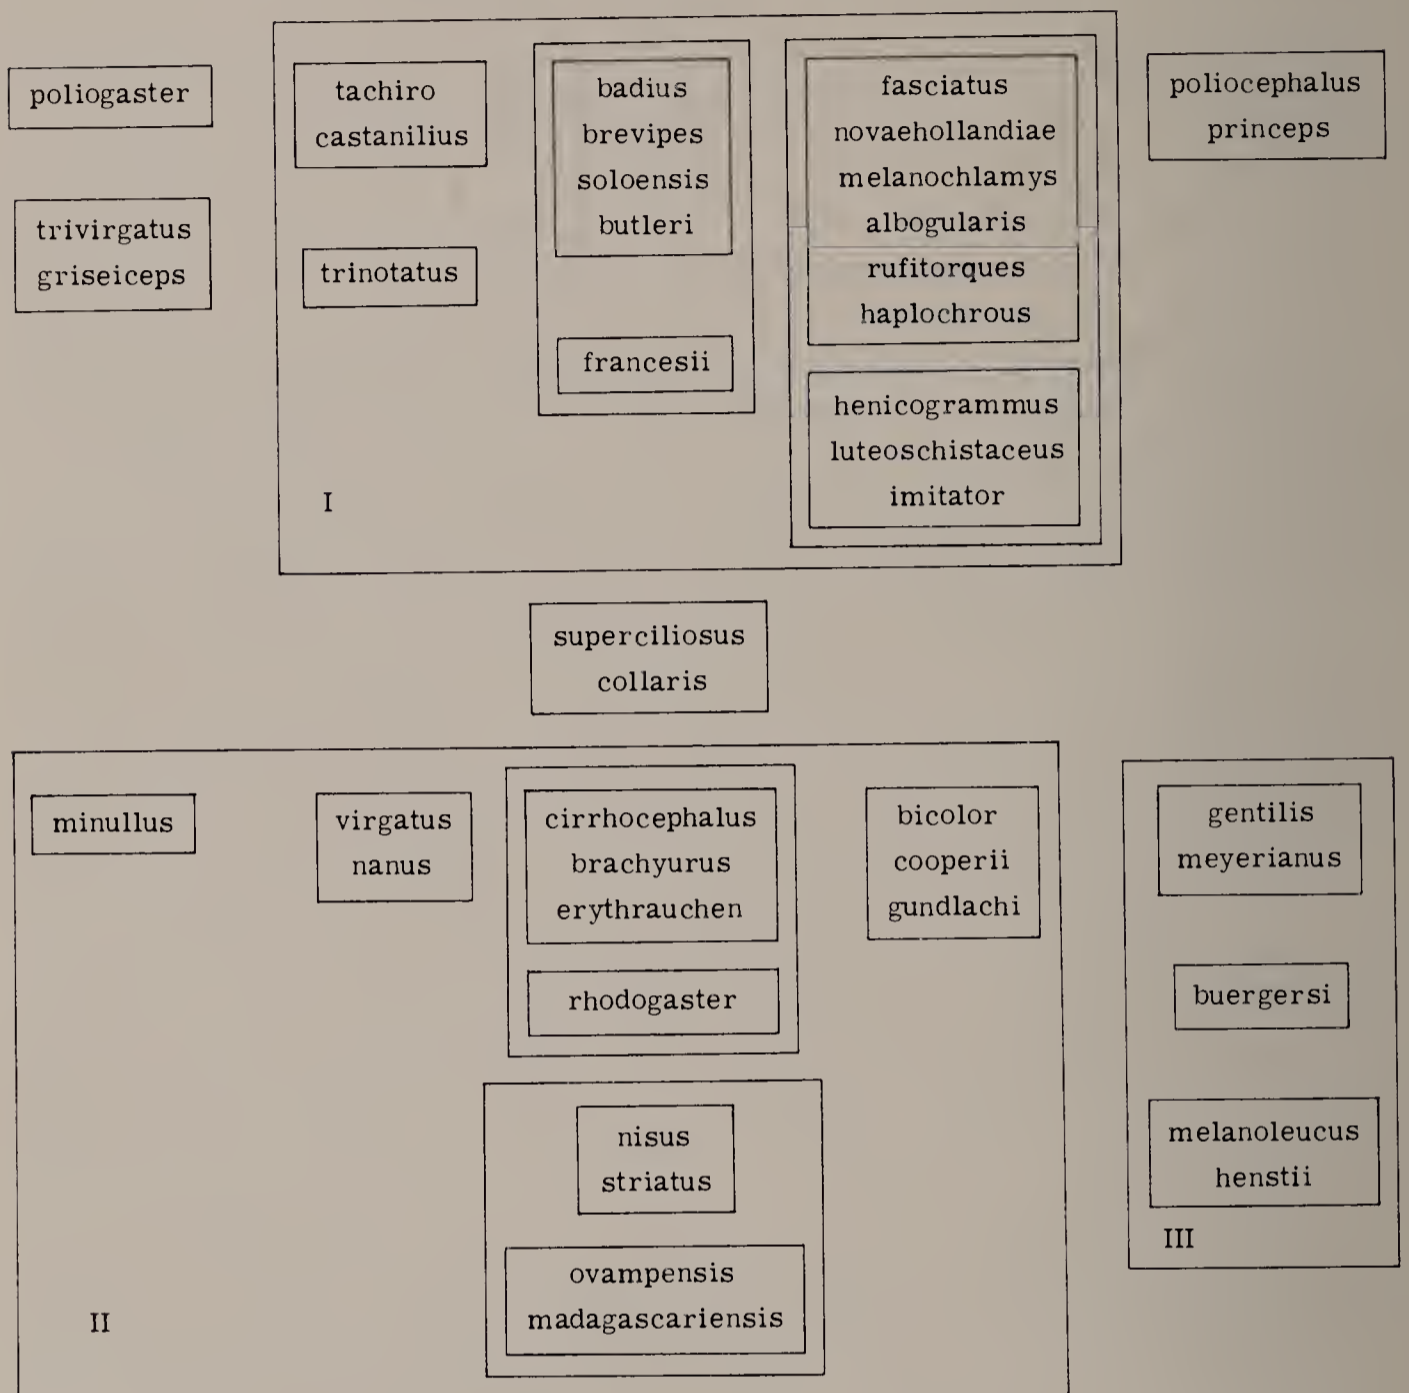 poliogaster
trivirgatus
griseiceps
tachiro
castanilius
trinotatus
badius
brevipes
soloensis
butleri
francesii
fasciatus
novaehollandiae
melanochlamys
albogularis
rufitorques
haplochrous
henicogrammus
luteoschistaceus
imitator
I
poliocephalus
princeps
superciliosus
collaris
minullus
virgatus
nanus
cirrhocephalus
brachyurus
erythrauchen
rhodogaster
bicolor
cooperii
gundlachi
nisus
striatus
ovampensis
madagascariensis
II
gentilis
meyerianus
buergersi
melanoleucus
henstii
III